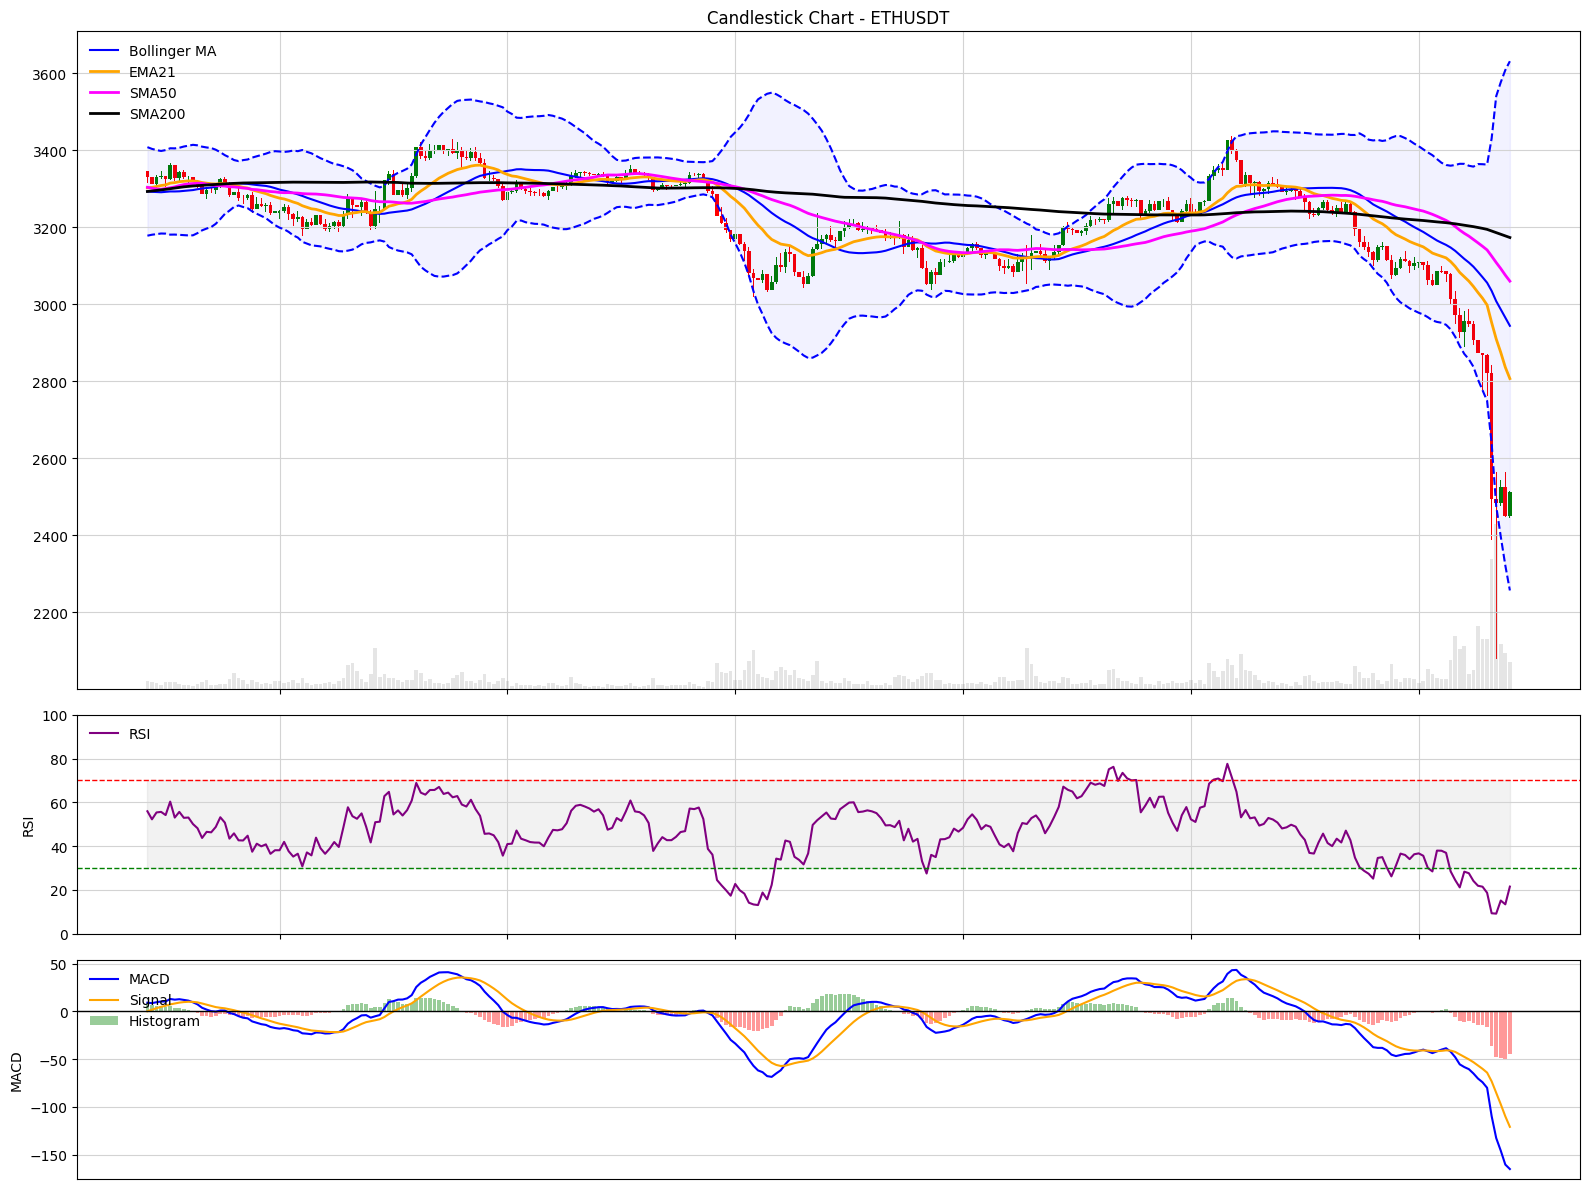 Candlestick Chart - ETHUSDT
Bollinger MA
EMA21
SMA50
SMA200
3600
3400
3200
3000
2800
2600
2400
2200
RSI
100
80
60
40
20
0
RSI
MACD
Signal
Histogram
50
0
−50
−100
−150
MACD